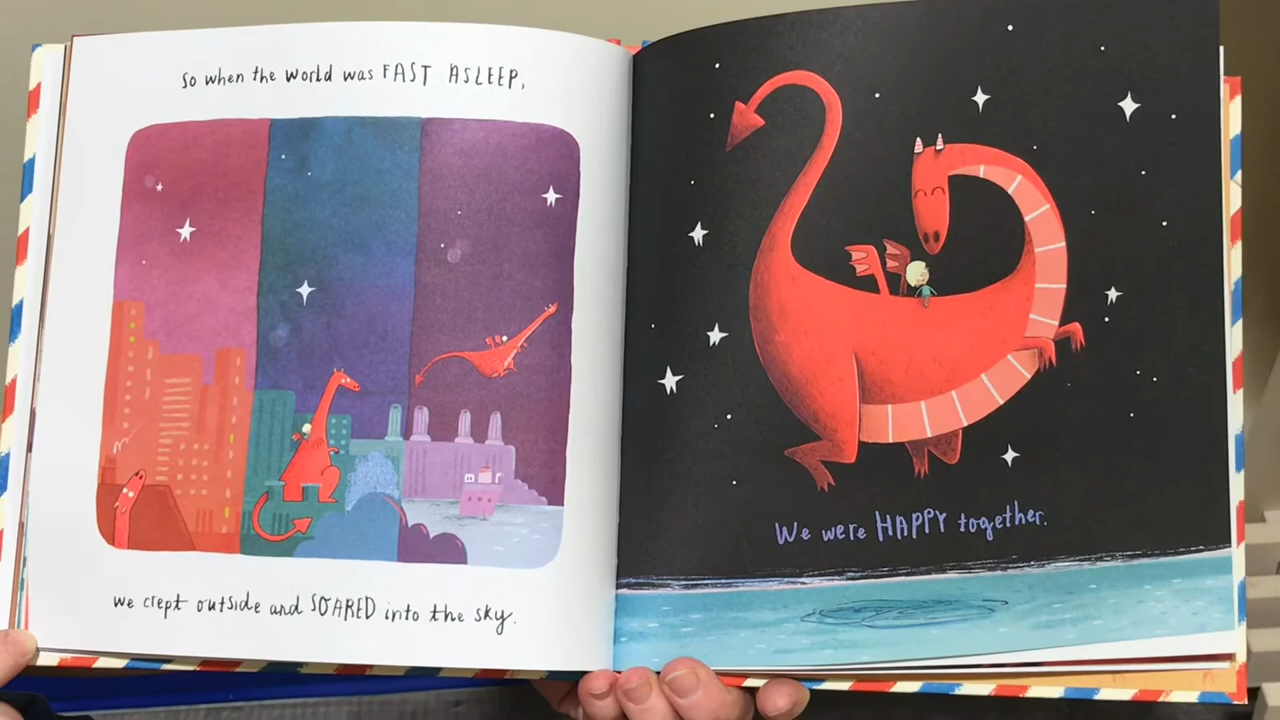 So when the World was FAST ASLEEP,
we crept outside and SOARED into the sky.
We were HAPPY together.